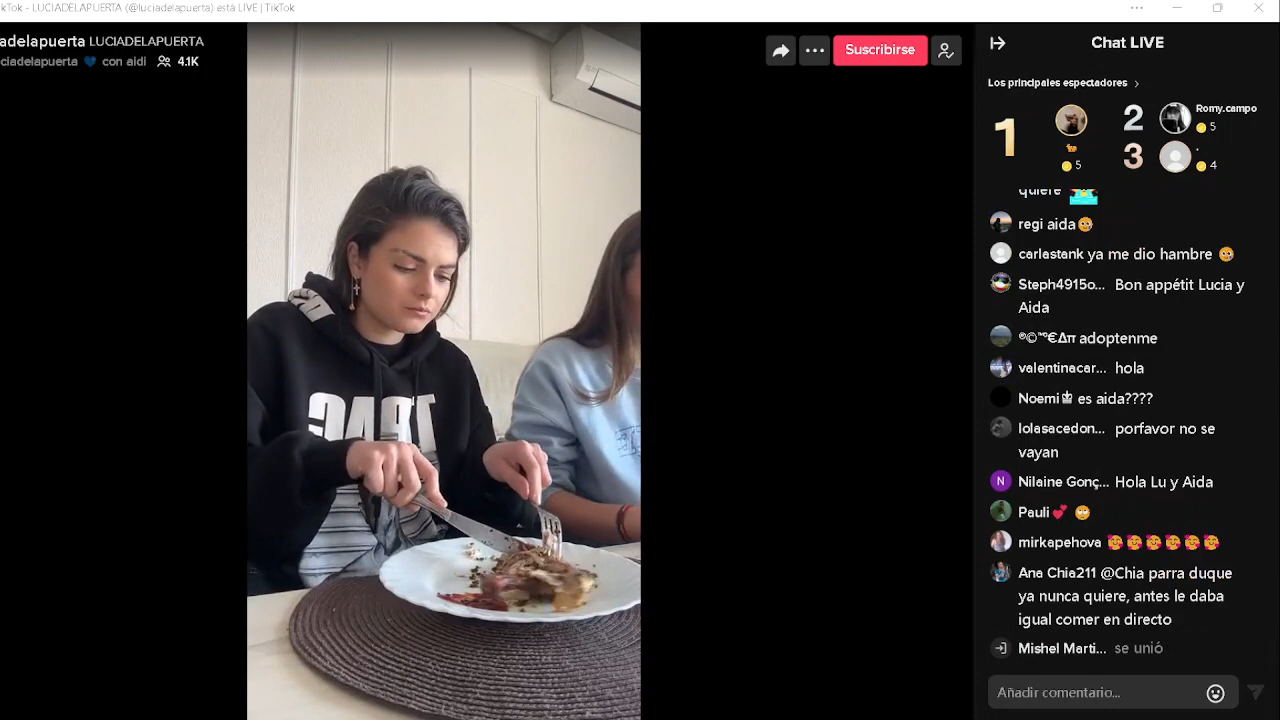 kTok - LUCIADELAPUERTA (@luciadelapuerta) está LIVE | TikTok
adelapuerta LUCIADELAPUERTA
ciadelapuerta 💙 con aidi 4.1K
Suscribirse
Chat LIVE
Los principales espectadores
1
5
2 Romy.campo
5
3 .
4
quiere
regi aida
carlastank ya me dio hambre
Steph4915o... Bon appétit Lucia y
Aida
adoptenme
valentinacar... hola
Noemi es aida????
lolasacedon... porfavor no se
vayan
N Nilaine Gonç... Hola Lu y Aida
Pauli💕 🙄
mirkapehova 🥰🥰🥰🥰🥰🥰
Ana Chia211 @Chia parra duque
ya nunca quiere, antes le daba
igual comer en directo
Mishel Marti... se unió
Añadir comentario...